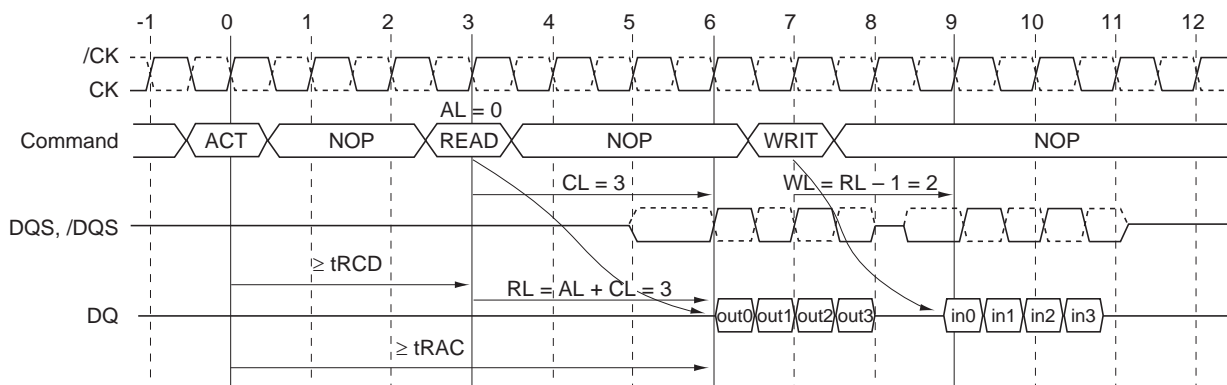 -1 0 1 2 3 4 5 6 7 8 9 10 11 12
/CK
CK
AL = 0
Command ACT NOP READ NOP WRIT NOP
CL = 3 WL = RL – 1 = 2
DQS, /DQS
≥ tRCD
RL = AL + CL = 3
DQ out0 out1 out2 out3 in0 in1 in2 in3
≥ tRAC